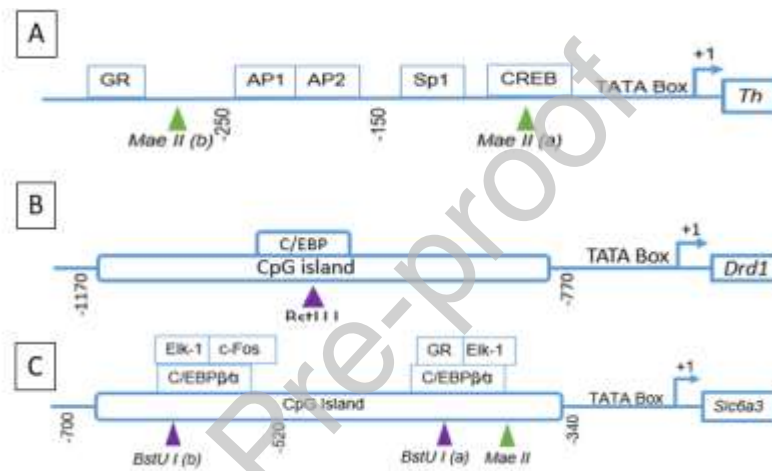 A
GR AP1 AP2 Sp1 CREB TATA Box +1 Th
-250 -150
Mae II (b) Mae II (a)
B
C/EBP
CpG island TATA Box +1 Drd1
-1170 -770
C
Elk-1 c-Fos GR Elk-1
C/EBPβ/α C/EBPβ/α
CpG Island TATA Box +1 Slc6a3
-700 -520 -340
BstU I (b) BstU I (a) Mae II
Pre-proof